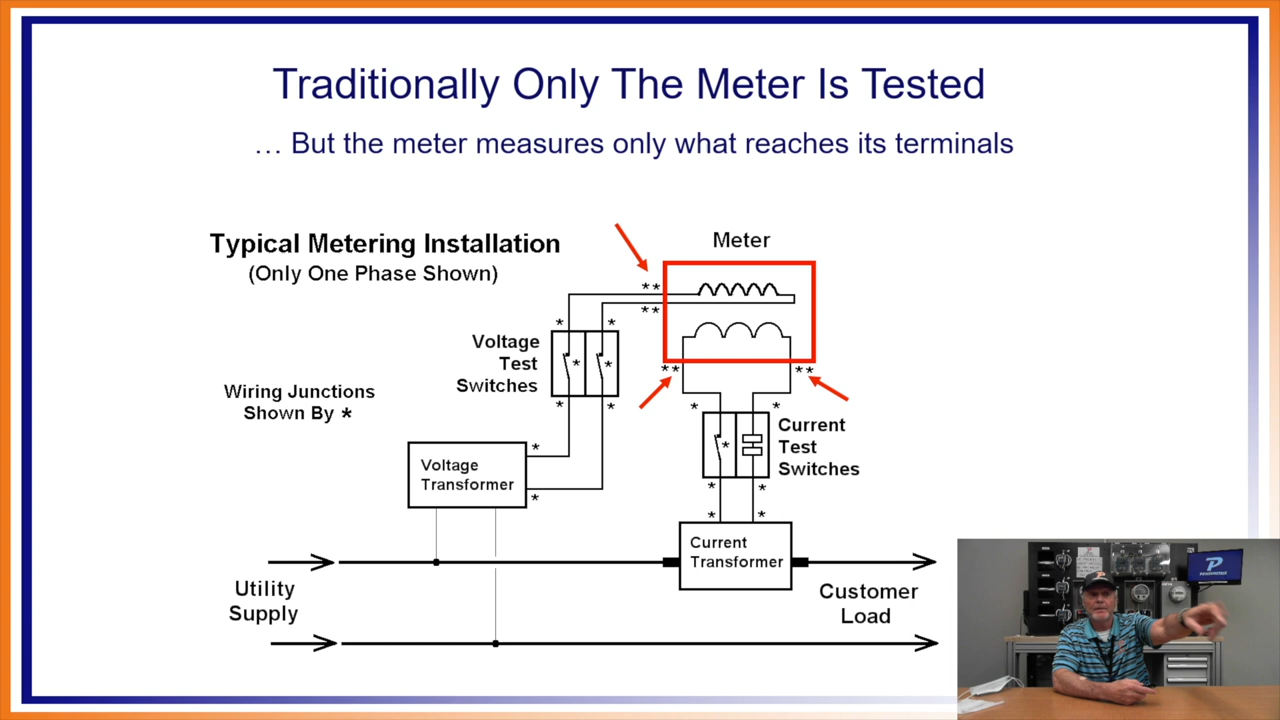 Traditionally Only The Meter Is Tested
… But the meter measures only what reaches its terminals
Typical Metering Installation
(Only One Phase Shown)
Meter
**
**
*
*
Voltage
Test
Switches
*
*
**
**
Wiring Junctions
Shown By *
*
*
*
*
Current
Test
Switches
*
*
Voltage
Transformer
*
*
*
*
*
*
Current
Transformer
Utility
Supply
Customer
Load
P